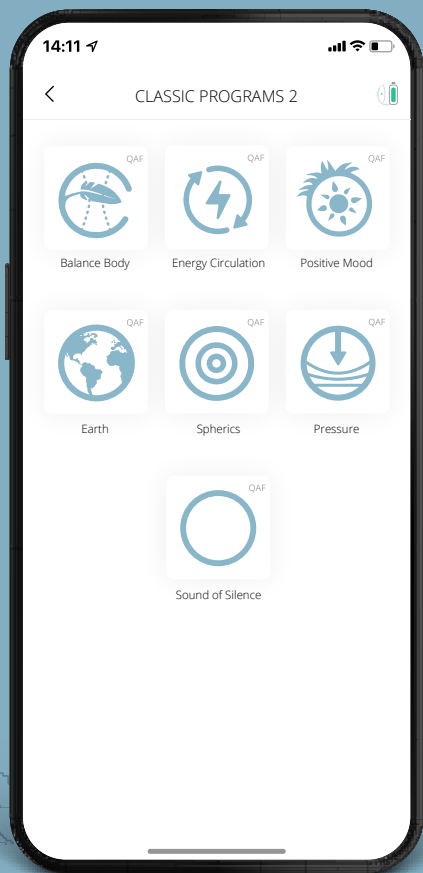 14:11
CLASSIC PROGRAMS 2
QAF
QAF
QAF
Balance Body
Energy Circulation
Positive Mood
QAF
QAF
QAF
Earth
Spherics
Pressure
QAF
Sound of Silence